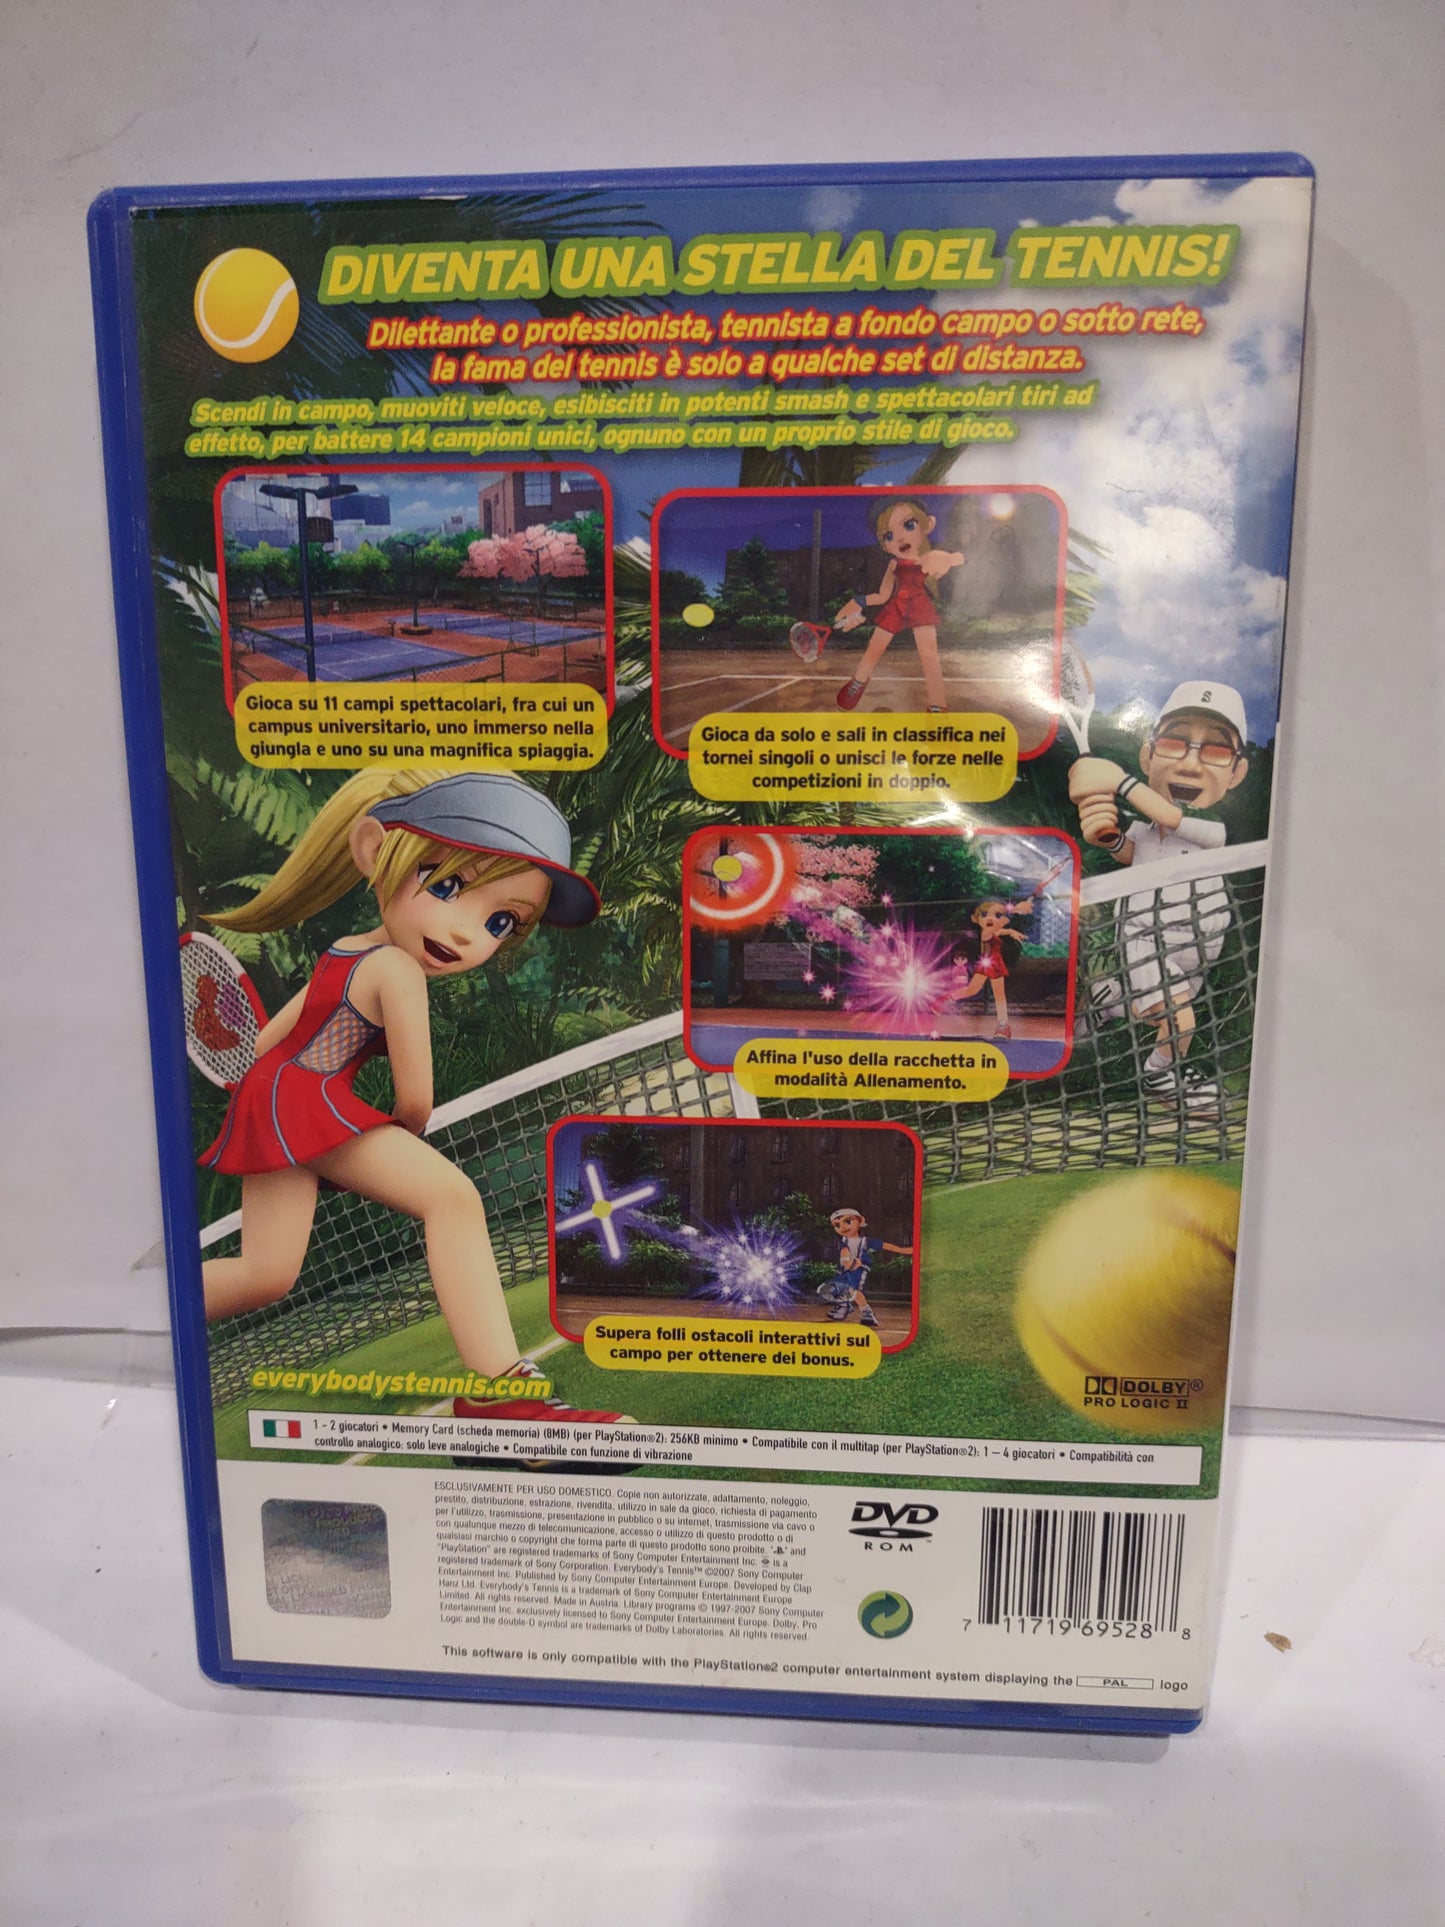 DIVENTA UNA STELLA DEL TENNIS!
Dilettante o professionista, tennista a fondo campo o sotto rete,
la fama del tennis è solo a qualche set di distanza.
Scendi in campo, muoviti veloce, esibisciti in potenti smash e spettacolari tiri ad
effetto, per battere 14 campioni unici, ognuno con un proprio stile di gioco.
Gioca su 11 campi spettacolari, fra cui un
campus universitario, uno immerso nella
giungla e uno su una magnifica spiaggia.
Gioca da solo e sali in classifica nei
tornei singoli o unisci le forze nelle
competizioni in doppio.
S
Affina l'uso della racchetta in
modalità Allenamento.
Supera folli ostacoli interattivi sul
campo per ottenere dei bonus.
everybodystennis.com
DOLBY®
PRO LOGIC II
1 - 2 giocatori • Memory Card (scheda memoria) (8MB) (per PlayStation®2): 256KB minimo • Compatibile con il multitap (per PlayStation®2): 1 – 4 giocatori • Compatibilità con
controllo analogico: solo leve analogiche • Compatibile con funzione di vibrazione
ESCLUSIVAMENTE PER USO DOMESTICO. Copie non autorizzate, adattamento, noleggio,
prestito, distribuzione, estrazione, rivendita, utilizzo in sale da gioco, richiesta di pagamento
per l'utilizzo, trasmissione, presentazione in pubblico o su internet, trasmissione via cavo o
con qualunque mezzo di telecomunicazione, accesso o utilizzo di questo prodotto o di
qualsiasi marchio o copyright che forma parte di questo prodotto sono proibite. " " and
"PlayStation" are registered trademarks of Sony Computer Entertainment Inc. is a
registered trademark of Sony Corporation. Everybody's Tennis™ ©2007 Sony Computer
Entertainment Inc. Published by Sony Computer Entertainment Europe. Developed by Clap
Hanz Ltd. Everybody's Tennis is a trademark of Sony Computer Entertainment Europe
Limited. All rights reserved. Made in Austria. Library programs © 1997-2007 Sony Computer
Entertainment Inc. exclusively licensed to Sony Computer Entertainment Europe. Dolby, Pro
Logic and the double-D symbol are trademarks of Dolby Laboratories. All rights reserved.
DVD
ROM
7 11719 69528 8
This software is only compatible with the PlayStation®2 computer entertainment system displaying the PAL logo